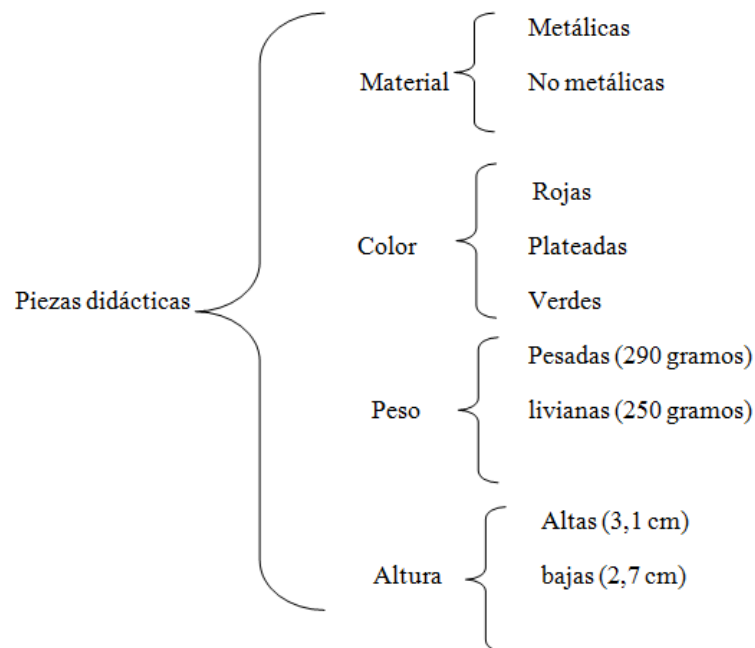 Piezas didácticas
Material
Metálicas
No metálicas
Color
Rojas
Plateadas
Verdes
Peso
Pesadas (290 gramos)
livianas (250 gramos)
Altura
Altas (3,1 cm)
bajas (2,7 cm)